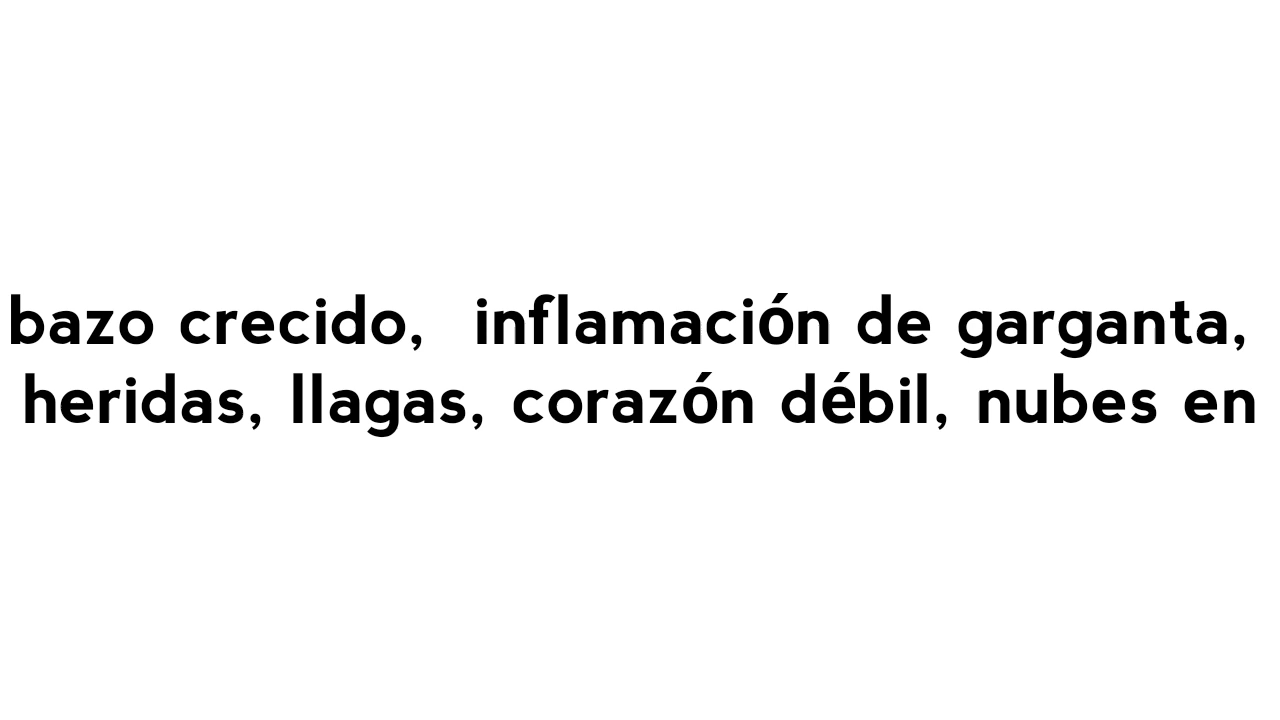 bazo crecido, inflamación de garganta,
heridas, llagas, corazón débil, nubes en